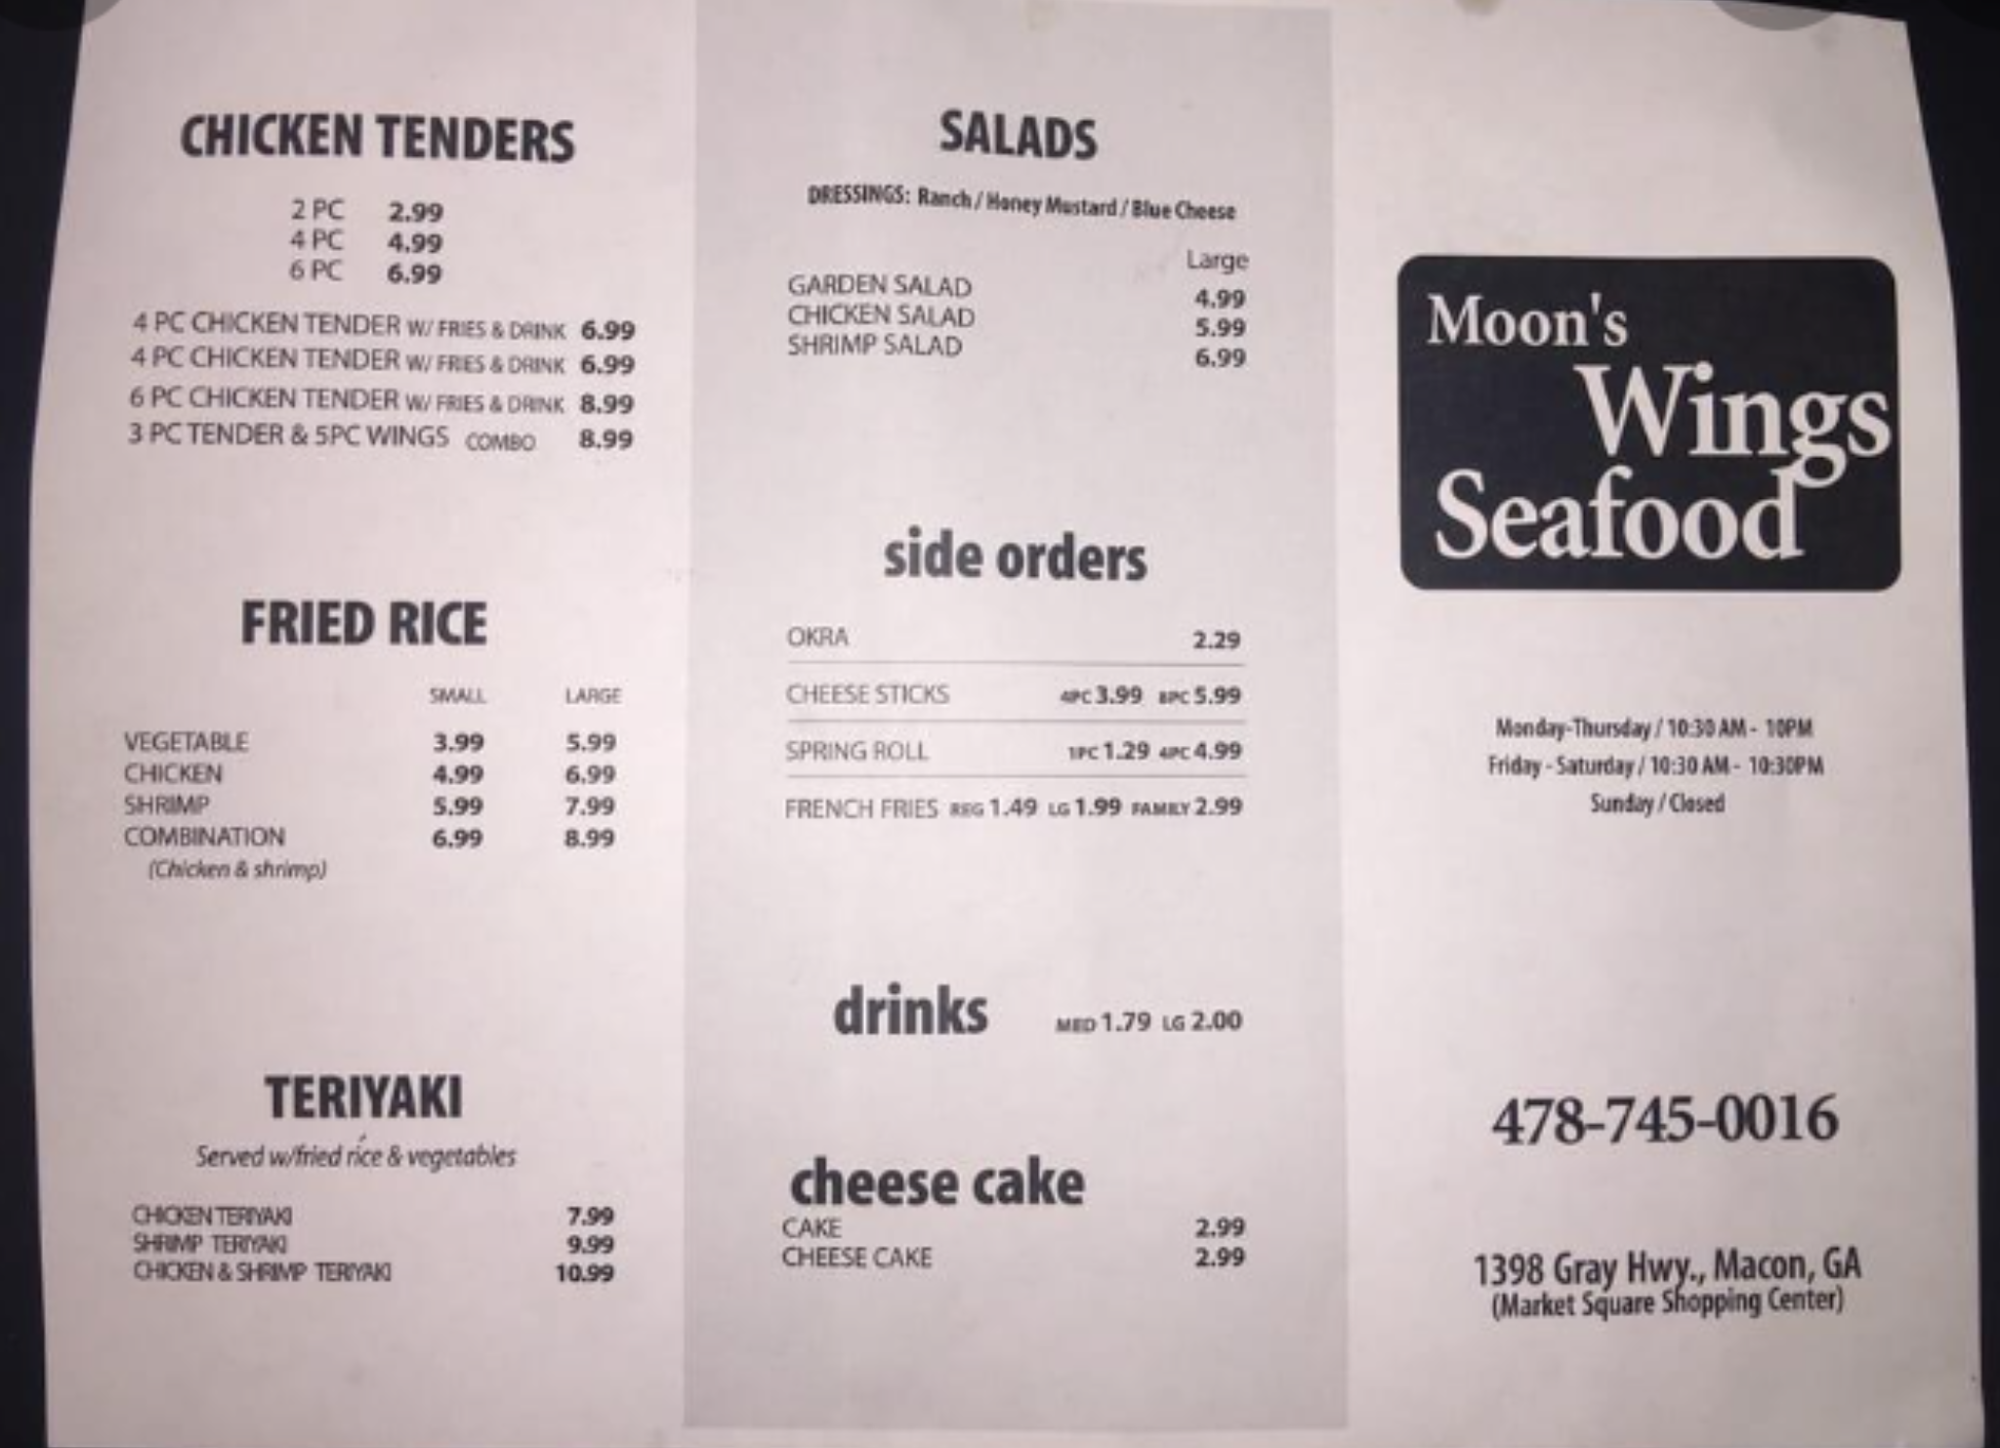 CHICKEN TENDERS
2 PC 2.99
4 PC 4.99
6 PC 6.99
4 PC CHICKEN TENDER W/ FRIES & DRINK 6.99
4 PC CHICKEN TENDER W/ FRIES & DRINK 6.99
6 PC CHICKEN TENDER W/ FRIES & DRINK 8.99
3 PC TENDER & 5PC WINGS COMBO 8.99
FRIED RICE
SMALL LARGE
VEGETABLE 3.99 5.99
CHICKEN 4.99 6.99
SHRIMP 5.99 7.99
COMBINATION 6.99 8.99
(Chicken & shrimp)
TERIYAKI
Served w/fried rice & vegetables
CHICKEN TERIYAKI 7.99
SHRIMP TERIYAKI 9.99
CHICKEN & SHRIMP TERIYAKI 10.99
SALADS
DRESSINGS: Ranch / Honey Mustard / Blue Cheese
Large
GARDEN SALAD 4.99
CHICKEN SALAD 5.99
SHRIMP SALAD 6.99
side orders
OKRA 2.29
CHEESE STICKS 4PC 3.99 8PC 5.99
SPRING ROLL 1PC 1.29 4PC 4.99
FRENCH FRIES REG 1.49 LG 1.99 FAMILY 2.99
drinks MED 1.79 LG 2.00
cheese cake
CAKE 2.99
CHEESE CAKE 2.99
Moon's
Wings
Seafood
Monday-Thursday / 10:30 AM - 10PM
Friday - Saturday / 10:30 AM - 10:30PM
Sunday / Closed
478-745-0016
1398 Gray Hwy., Macon, GA
(Market Square Shopping Center)